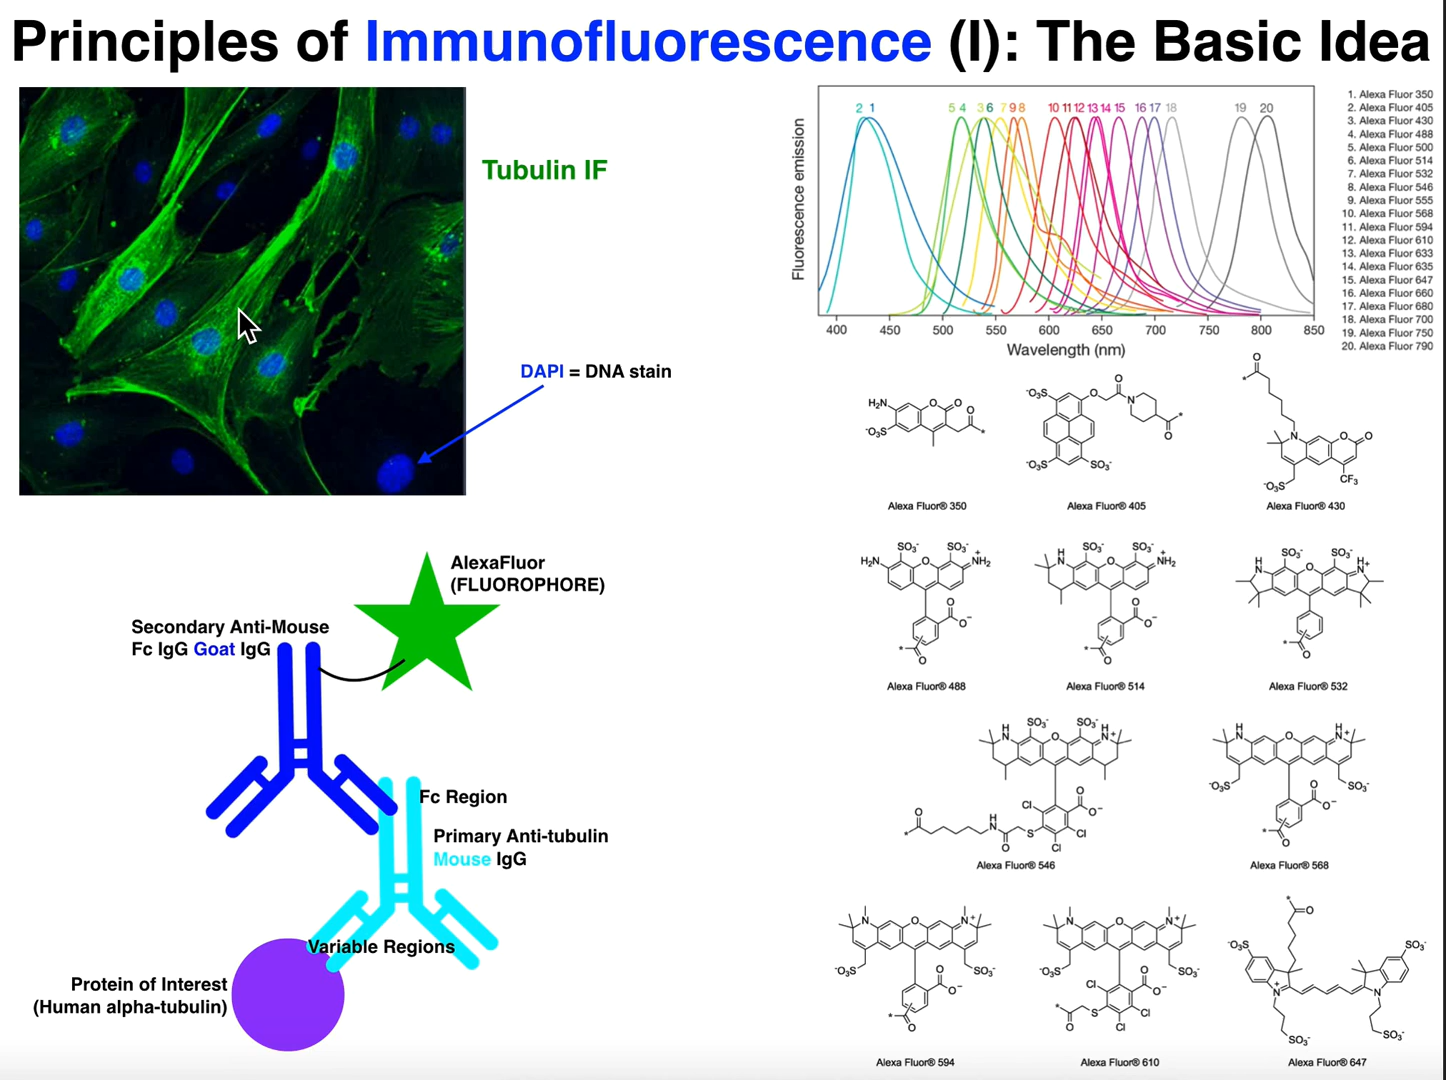 Principles of Immunofluorescence (I): The Basic Idea
Tubulin IF
DAPI = DNA stain
AlexaFluor
(FLUOROPHORE)
Secondary Anti-Mouse
Fc IgG Goat IgG
Fc Region
Primary Anti-tubulin
Mouse IgG
Variable Regions
Protein of Interest
(Human alpha-tubulin)
Fluorescence emission
2 1 5 4 3 6 7 9 8 10 11 12 13 14 15 16 17 18 19 20
400 450 500 550 600 650 700 750 800 850
Wavelength (nm)
1. Alexa Fluor 350
2. Alexa Fluor 405
3. Alexa Fluor 430
4. Alexa Fluor 488
5. Alexa Fluor 500
6. Alexa Fluor 514
7. Alexa Fluor 532
8. Alexa Fluor 546
9. Alexa Fluor 555
10. Alexa Fluor 568
11. Alexa Fluor 594
12. Alexa Fluor 610
13. Alexa Fluor 633
14. Alexa Fluor 635
15. Alexa Fluor 647
16. Alexa Fluor 660
17. Alexa Fluor 680
18. Alexa Fluor 700
19. Alexa Fluor 750
20. Alexa Fluor 790
Alexa Fluor® 350
Alexa Fluor® 405
Alexa Fluor® 430
Alexa Fluor® 488
Alexa Fluor® 514
Alexa Fluor® 532
Alexa Fluor® 546
Alexa Fluor® 568
Alexa Fluor® 594
Alexa Fluor® 610
Alexa Fluor® 647